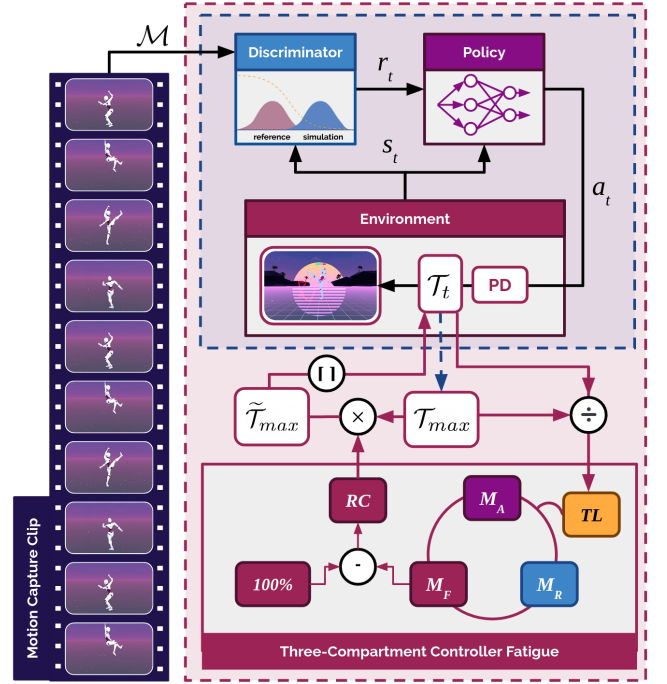 ℳ
Discriminator
reference simulation
r_t
Policy
s_t
a_t
Environment
𝒯_t
PD
⌈⌉
𝒯̃_max
×
𝒯_max
÷
RC
M_A
TL
100%
-
M_F
M_R
Three-Compartment Controller Fatigue
Motion Capture Clip